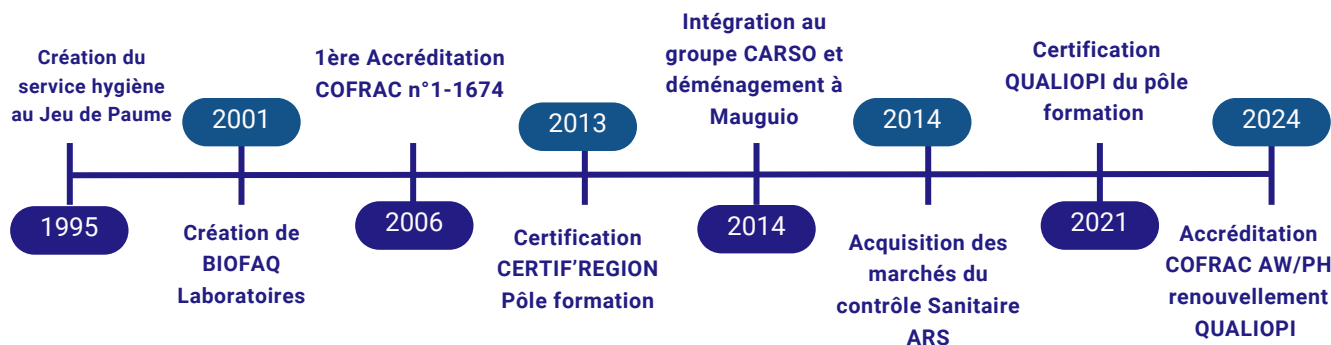 Création du
service hygiène
au Jeu de Paume
1995
2001
Création de
BIOFAQ
Laboratoires
1ère Accréditation
COFRAC n°1-1674
2006
2013
Certification
CERTIF’REGION
Pôle formation
Intégration au
groupe CARSO et
déménagement à
Mauguio
2014
2014
Acquisition des
marchés du
contrôle Sanitaire
ARS
Certification
QUALIOPI du pôle
formation
2021
2024
Accréditation
COFRAC AW/PH
renouvellement
QUALIOPI